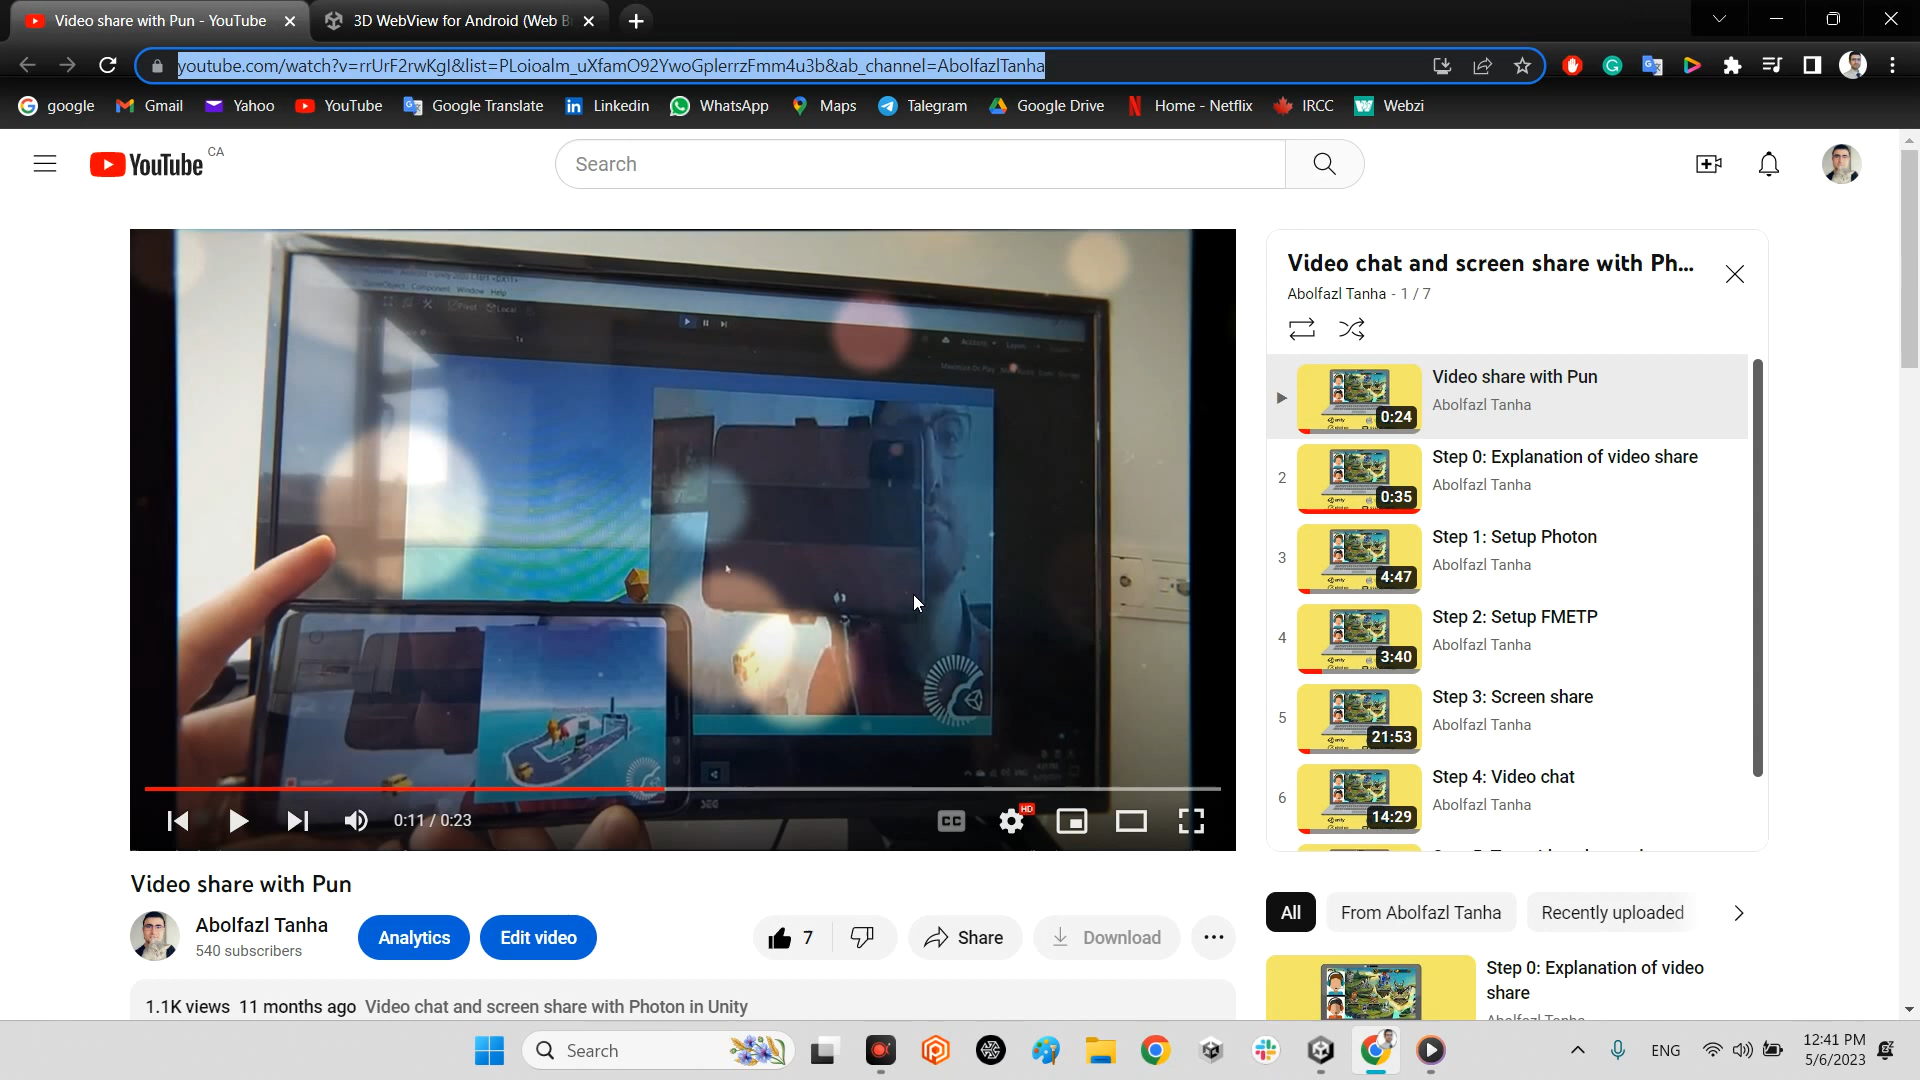 Video share with Pun - YouTube
3D WebView for Android (Web B
youtube.com/watch?v=rrUrF2rwKgI&list=PLoioalm_uXfamO92YwoGplerrzFmm4u3b&ab_channel=AbolfazlTanha
google Gmail Yahoo YouTube Google Translate Linkedin WhatsApp Maps Talegram Google Drive Home - Netflix IRCC Webzi
YouTube CA
Search
Video chat and screen share with Ph...
Abolfazl Tanha - 1 / 7
Video share with Pun
Abolfazl Tanha
0:24
2
Step 0: Explanation of video share
Abolfazl Tanha
0:35
3
Step 1: Setup Photon
Abolfazl Tanha
4:47
4
Step 2: Setup FMETP
Abolfazl Tanha
3:40
5
Step 3: Screen share
Abolfazl Tanha
21:53
6
Step 4: Video chat
Abolfazl Tanha
14:29
0:11 / 0:23
CC
HD
Video share with Pun
Abolfazl Tanha
540 subscribers
Analytics
Edit video
7
Share
Download
1.1K views 11 months ago Video chat and screen share with Photon in Unity
All
From Abolfazl Tanha
Recently uploaded
Step 0: Explanation of video
share
Search
ENG
12:41 PM
5/6/2023